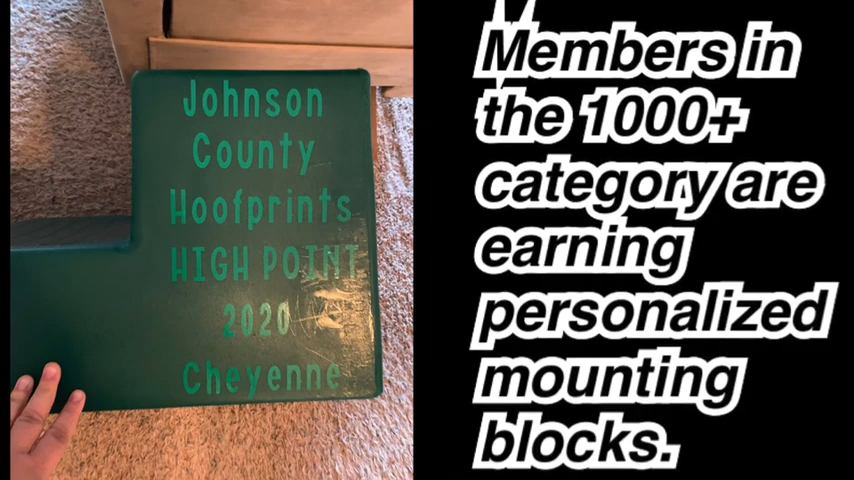 Johnson
County
Hoofprints
HIGH POINT
2020
Cheyenne
Members in
the 1000+
category are
earning
personalized
mounting
blocks.